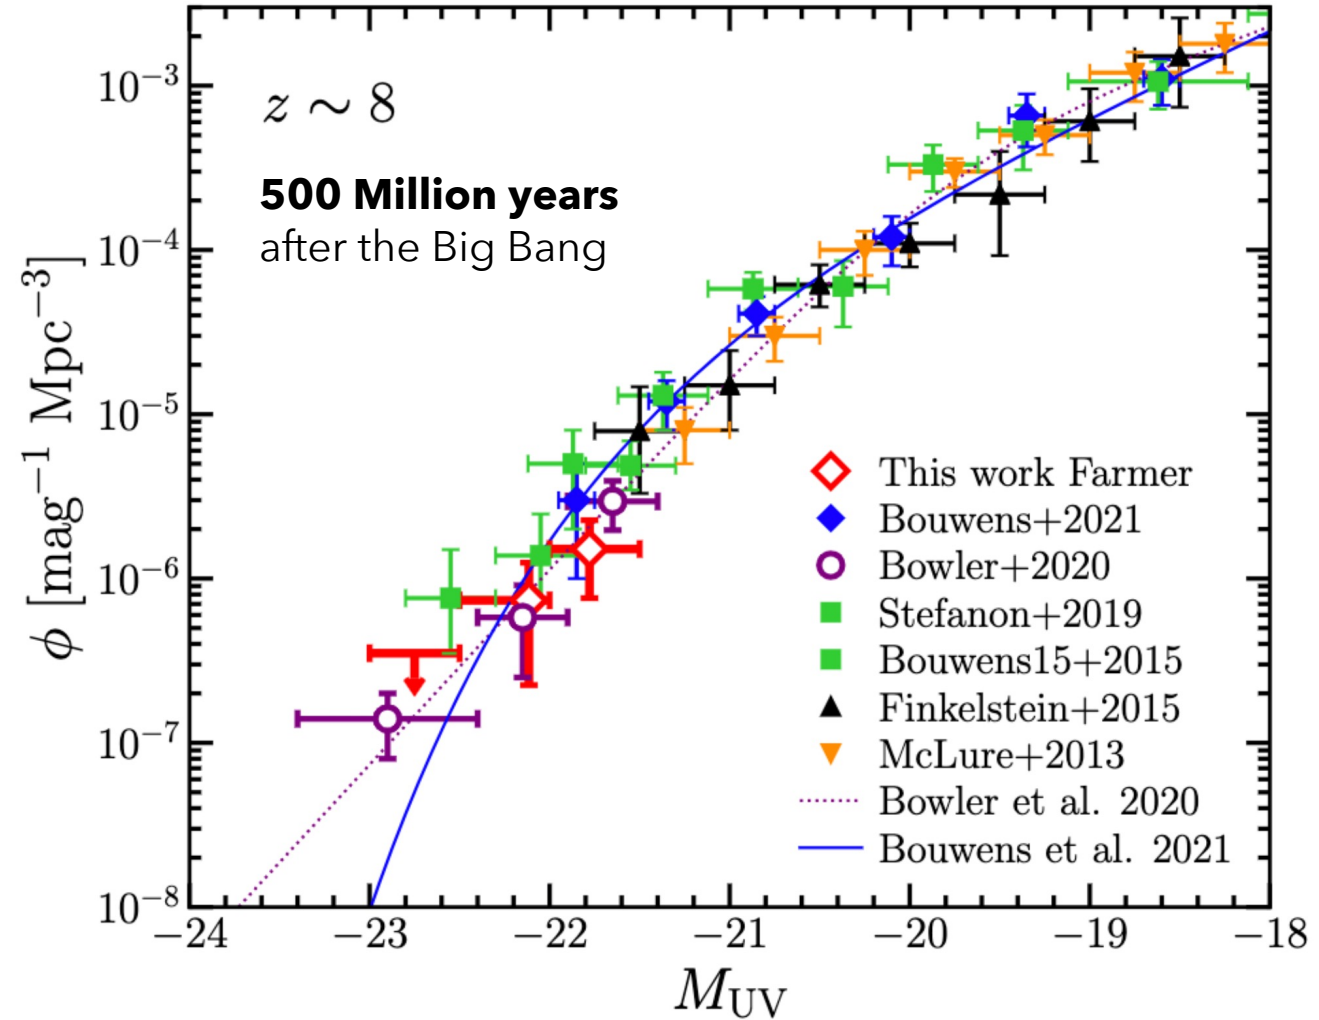 z ∼ 8
500 Million years
after the Big Bang
10⁻³
10⁻⁴
10⁻⁵
10⁻⁶
10⁻⁷
10⁻⁸
ϕ [mag⁻¹ Mpc⁻³]
This work Farmer
Bouwens+2021
Bowler+2020
Stefanon+2019
Bouwens15+2015
Finkelstein+2015
McLure+2013
Bowler et al. 2020
Bouwens et al. 2021
−24 −23 −22 −21 −20 −19 −18
M_UV